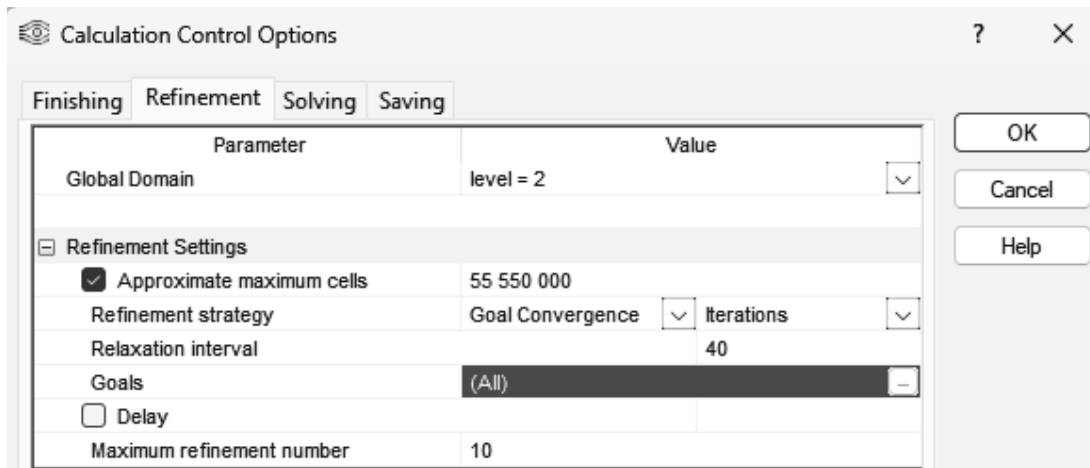 Calculation Control Options ?
Finishing Refinement Solving Saving
Parameter Value
Global Domain level = 2
Refinement Settings
Approximate maximum cells 55 550 000
Refinement strategy Goal Convergence Iterations
Relaxation interval 40
Goals (All) ...
Delay
Maximum refinement number 10
OK
Cancel
Help